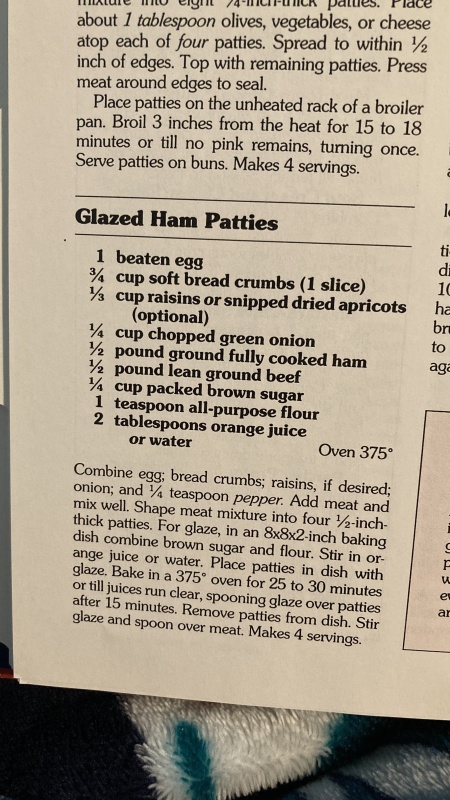 mixture into eight ¼-inch-thick patties. Place
about 1 tablespoon olives, vegetables, or cheese
atop each of four patties. Spread to within ½
inch of edges. Top with remaining patties. Press
meat around edges to seal.
Place patties on the unheated rack of a broiler
pan. Broil 3 inches from the heat for 15 to 18
minutes or till no pink remains, turning once.
Serve patties on buns. Makes 4 servings.
Glazed Ham Patties
1 beaten egg
¾ cup soft bread crumbs (1 slice)
⅓ cup raisins or snipped dried apricots
(optional)
¼ cup chopped green onion
½ pound ground fully cooked ham
½ pound lean ground beef
¼ cup packed brown sugar
1 teaspoon all-purpose flour
2 tablespoons orange juice
or water
Oven 375°
Combine egg; bread crumbs; raisins, if desired;
onion; and ¼ teaspoon pepper. Add meat and
mix well. Shape meat mixture into four ½-inch-
thick patties. For glaze, in an 8x8x2-inch baking
dish combine brown sugar and flour. Stir in or-
ange juice or water. Place patties in dish with
glaze. Bake in a 375° oven for 25 to 30 minutes
or till juices run clear, spooning glaze over patties
after 15 minutes. Remove patties from dish. Stir
glaze and spoon over meat. Makes 4 servings.